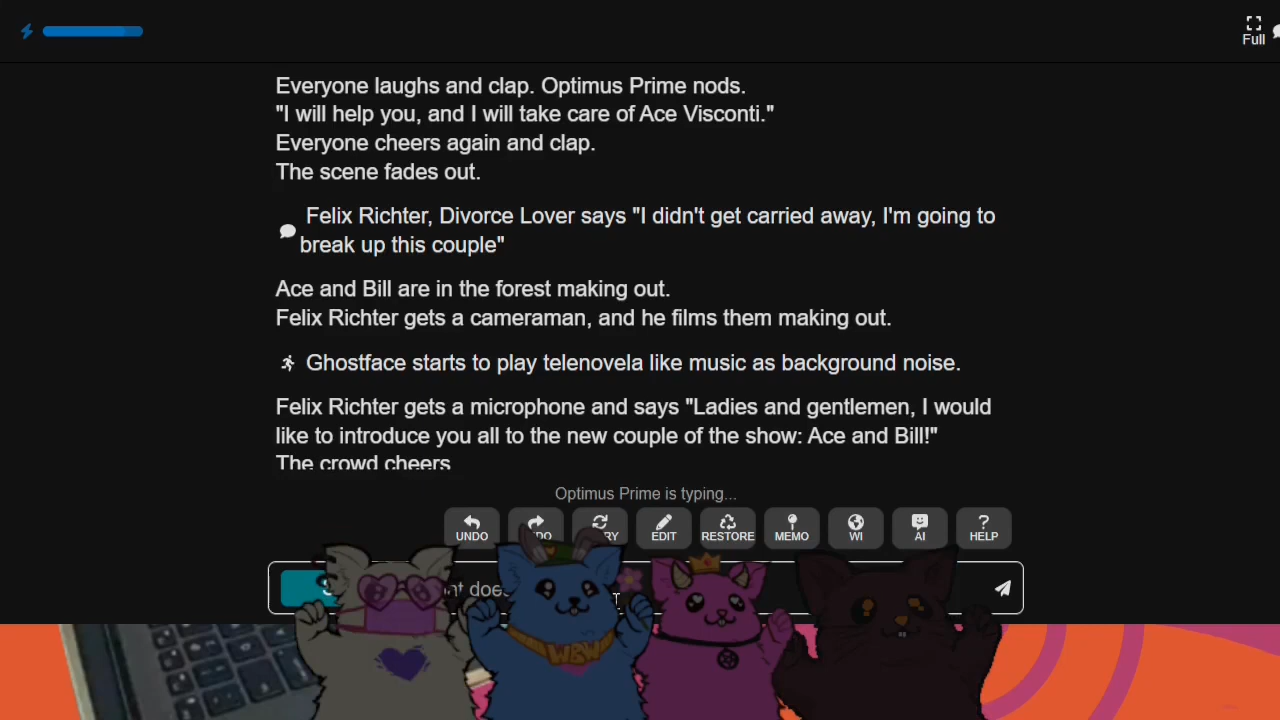 Full
Everyone laughs and clap. Optimus Prime nods.
"I will help you, and I will take care of Ace Visconti."
Everyone cheers again and clap.
The scene fades out.
Felix Richter, Divorce Lover says "I didn't get carried away, I'm going to
break up this couple"
Ace and Bill are in the forest making out.
Felix Richter gets a cameraman, and he films them making out.
Ghostface starts to play telenovela like music as background noise.
Felix Richter gets a microphone and says "Ladies and gentlemen, I would
like to introduce you all to the new couple of the show: Ace and Bill!"
The crowd cheers
Optimus Prime is typing...
UNDO
EDIT
RESTORE
MEMO
WI
AI
HELP
WBW